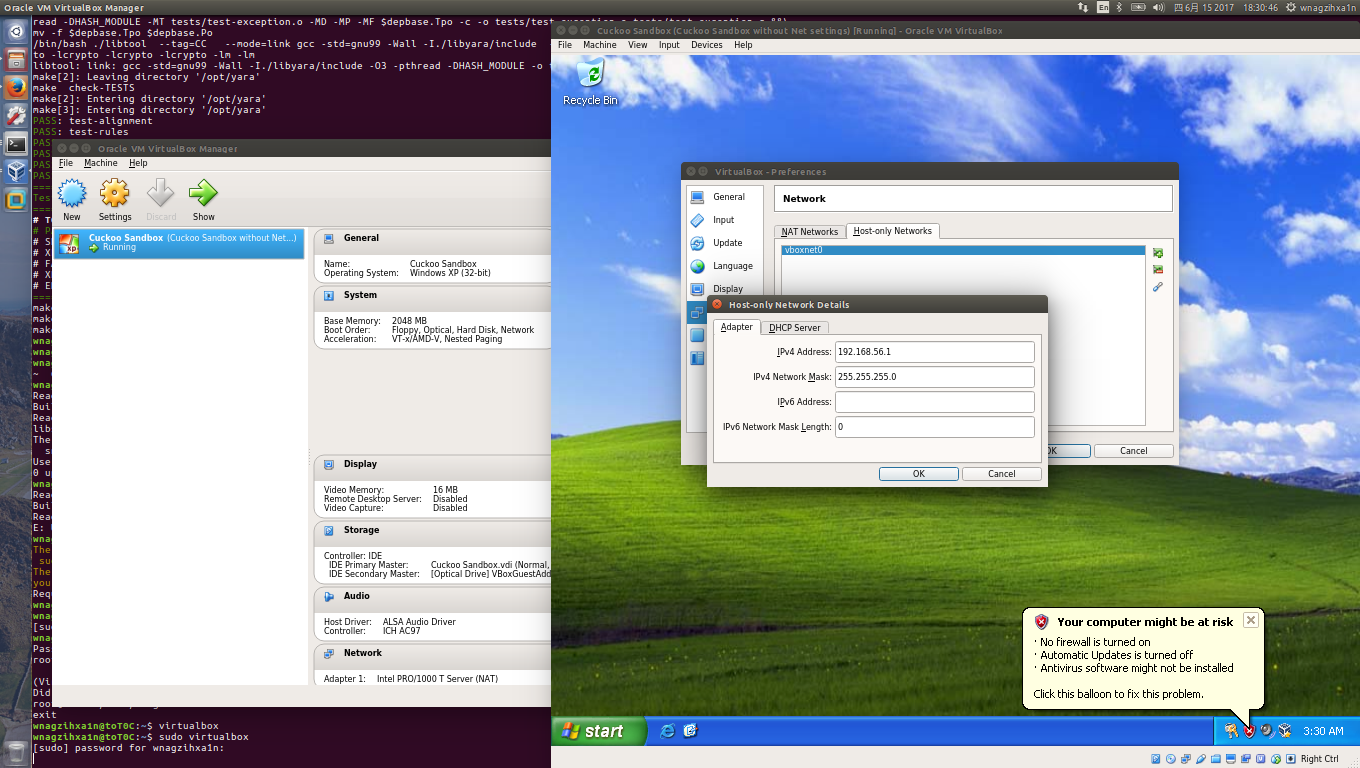 Oracle VM VirtualBox Manager
En
四 6月 15 2017
18:30:46
wnagzihxa1n
read -DHASH_MODULE -MT tests/test-exception.o -MD -MP -MF $depbase.Tpo -c -o tests/test
mv -f $depbase.Tpo $depbase.Po
/bin/bash ./libtool --tag=CC --mode=link gcc -std=gnu99 -Wall -I./libyara/include
to -lcrypto -lcrypto -lcrypto -lm -lm
libtool: link: gcc -std=gnu99 -Wall -I./libyara/include -O3 -pthread -DHASH_MODULE -o
make[2]: Leaving directory '/opt/yara'
make check-TESTS
make[2]: Entering directory '/opt/yara'
make[3]: Entering directory '/opt/yara'
PASS: test-alignment
PASS: test-rules
Oracle VM VirtualBox Manager
File Machine Help
New Settings Discard Show
Cuckoo Sandbox (Cuckoo Sandbox without Net...)
Running
General
Name: Cuckoo Sandbox
Operating System: Windows XP (32-bit)
System
Base Memory: 2048 MB
Boot Order: Floppy, Optical, Hard Disk, Network
Acceleration: VT-x/AMD-V, Nested Paging
Display
Video Memory: 16 MB
Remote Desktop Server: Disabled
Video Capture: Disabled
Storage
Controller: IDE
IDE Primary Master: Cuckoo Sandbox.vdi (Normal,
IDE Secondary Master: [Optical Drive] VBoxGuestAdd
Audio
Host Driver: ALSA Audio Driver
Controller: ICH AC97
Network
Adapter 1: Intel PRO/1000 T Server (NAT)
exit
wnagzihxa1n@toT0C:~$ virtualbox
wnagzihxa1n@toT0C:~$ sudo virtualbox
[sudo] password for wnagzihxa1n:
Cuckoo Sandbox (Cuckoo Sandbox without Net settings) [Running] - Oracle VM VirtualBox
File Machine View Input Devices Help
Recycle Bin
VirtualBox - Preferences
General
Input
Update
Language
Display
Network
NAT Networks Host-only Networks
vboxnet0
OK Cancel
Host-only Network Details
Adapter DHCP Server
IPv4 Address: 192.168.56.1
IPv4 Network Mask: 255.255.255.0
IPv6 Address:
IPv6 Network Mask Length: 0
OK Cancel
Your computer might be at risk
· No firewall is turned on
· Automatic Updates is turned off
· Antivirus software might not be installed
Click this balloon to fix this problem.
start
3:30 AM
Right Ctrl